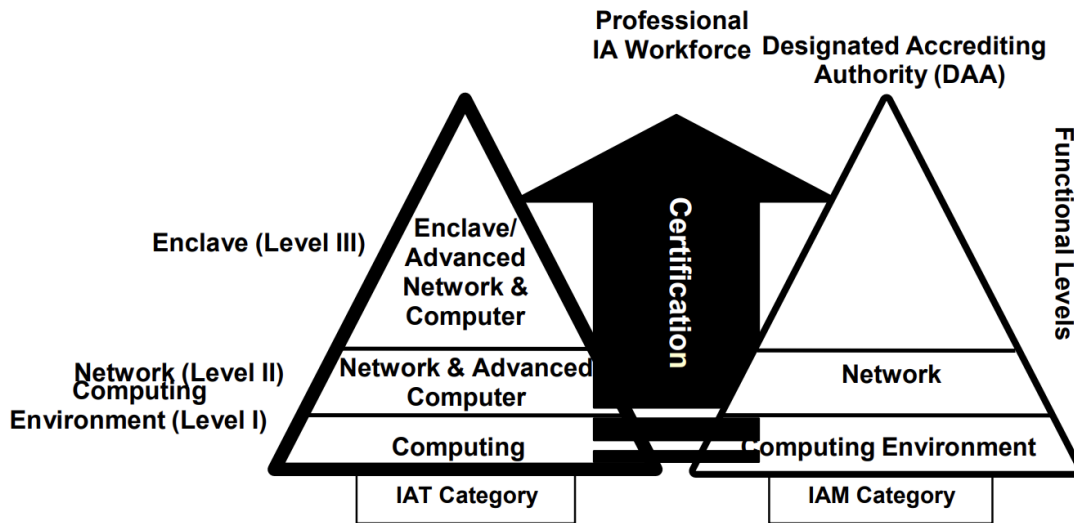 Professional
IA Workforce
Designated Accrediting
Authority (DAA)
Functional Levels
Certification
Enclave (Level III)
Enclave/
Advanced
Network &
Computer
Network (Level II)
Network & Advanced
Computer
Network
Computing
Environment (Level I)
Computing
Computing Environment
IAT Category
IAM Category